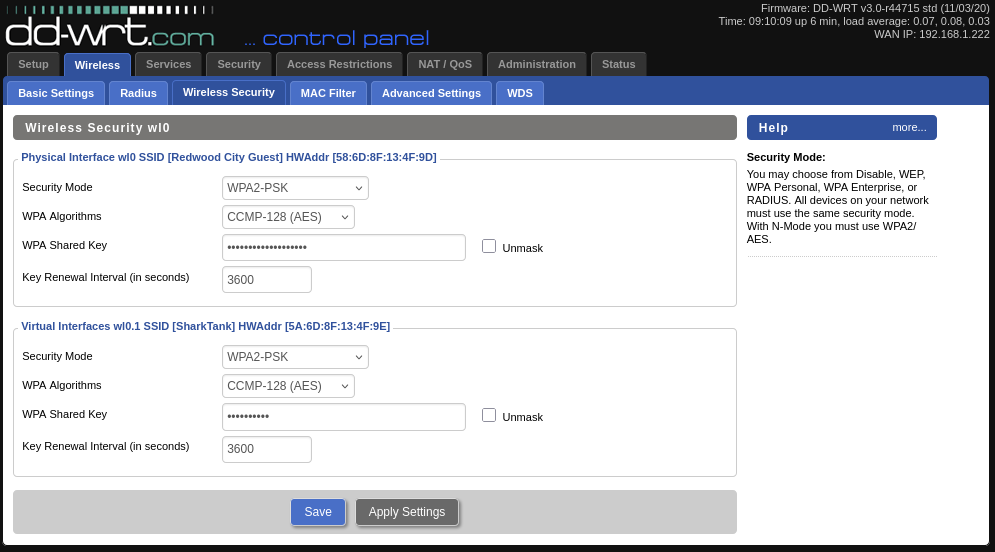 Firmware: DD-WRT v3.0-r44715 std (11/03/20)
Time: 09:10:09 up 6 min, load average: 0.07, 0.08, 0.03
WAN IP: 192.168.1.222
dd-wrt.com ... control panel
Setup Wireless Services Security Access Restrictions NAT / QoS Administration Status
Basic Settings Radius Wireless Security MAC Filter Advanced Settings WDS
Wireless Security wl0
Physical Interface wl0 SSID [Redwood City Guest] HWAddr [58:6D:8F:13:4F:9D]
Security Mode WPA2-PSK
WPA Algorithms CCMP-128 (AES)
WPA Shared Key ••••••••••••••••••• Unmask
Key Renewal Interval (in seconds) 3600
Virtual Interfaces wl0.1 SSID [SharkTank] HWAddr [5A:6D:8F:13:4F:9E]
Security Mode WPA2-PSK
WPA Algorithms CCMP-128 (AES)
WPA Shared Key •••••••••• Unmask
Key Renewal Interval (in seconds) 3600
Save Apply Settings
Help more...
Security Mode:
You may choose from Disable, WEP,
WPA Personal, WPA Enterprise, or
RADIUS. All devices on your network
must use the same security mode.
With N-Mode you must use WPA2/
AES.